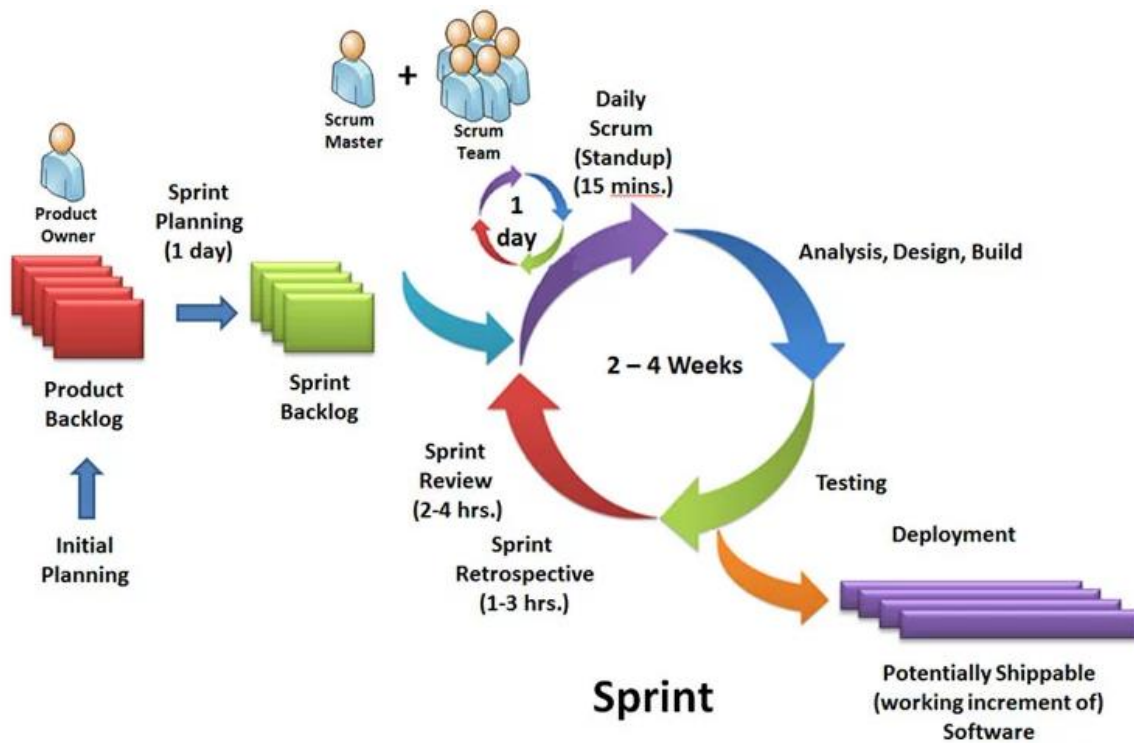 Scrum
Master
+
Scrum
Team
Product
Owner
Sprint
Planning
(1 day)
Daily
Scrum
(Standup)
(15 mins.)
1
day
Analysis, Design, Build
2 – 4 Weeks
Product
Backlog
Sprint
Backlog
Initial
Planning
Sprint
Review
(2-4 hrs.)
Sprint
Retrospective
(1-3 hrs.)
Testing
Deployment
Potentially Shippable
(working increment of)
Software
Sprint